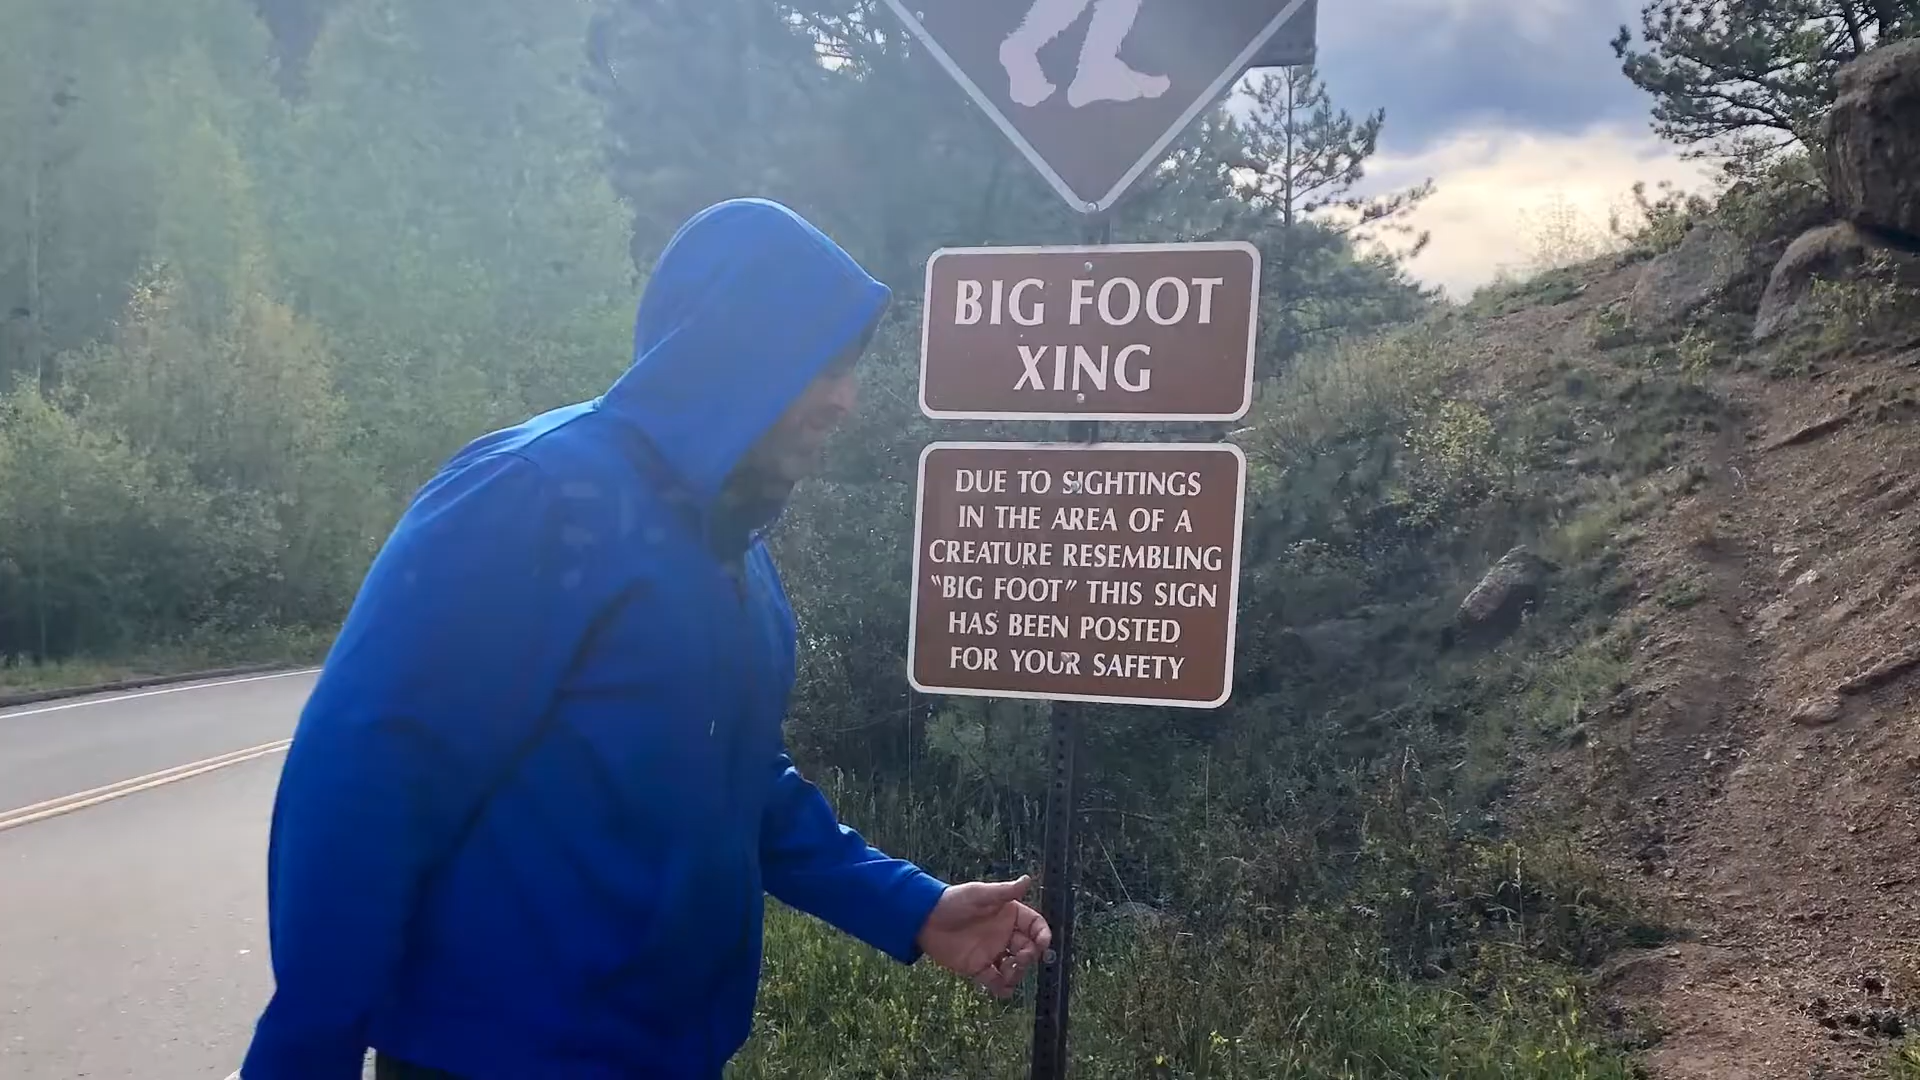 BIG FOOT
XING
DUE TO SIGHTINGS
IN THE AREA OF A
CREATURE RESEMBLING
"BIG FOOT" THIS SIGN
HAS BEEN POSTED
FOR YOUR SAFETY